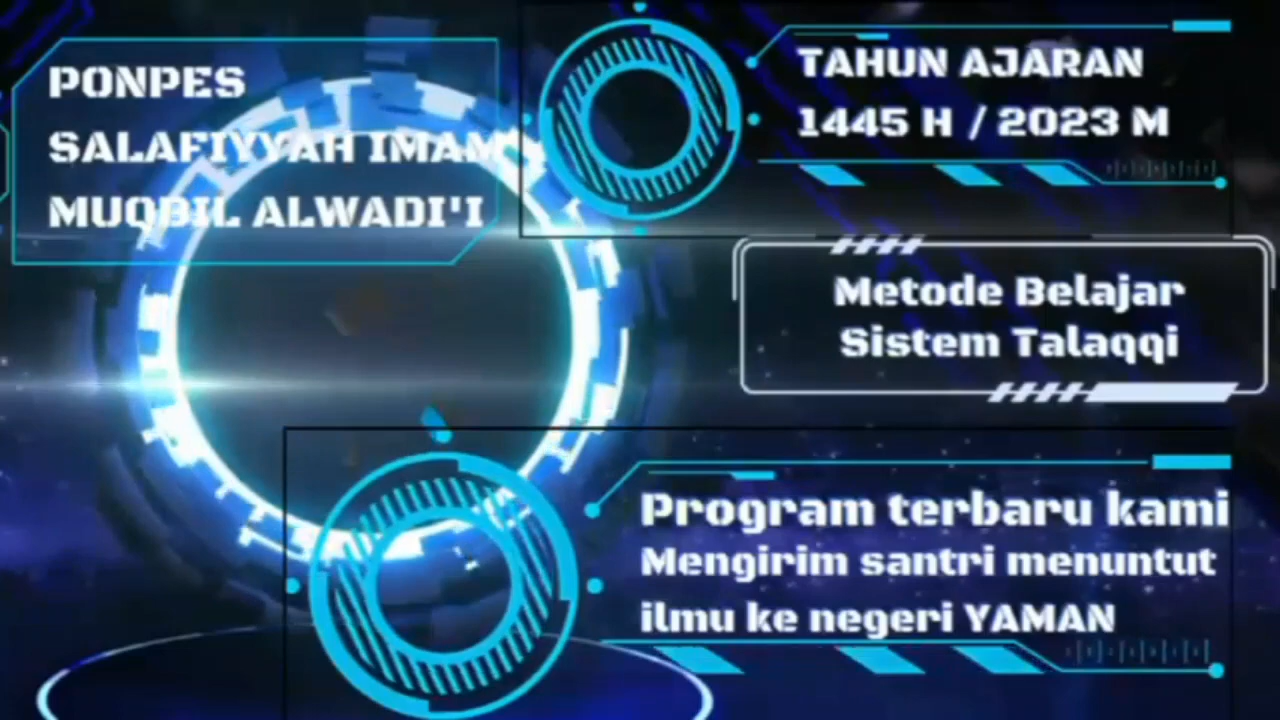 PONPES
SALAFIYYAH IMAM
MUQBIL ALWADI'I
TAHUN AJARAN
1445 H / 2023 M
Metode Belajar
Sistem Talaqqi
Program terbaru kami
Mengirim santri menuntut
ilmu ke negeri YAMAN